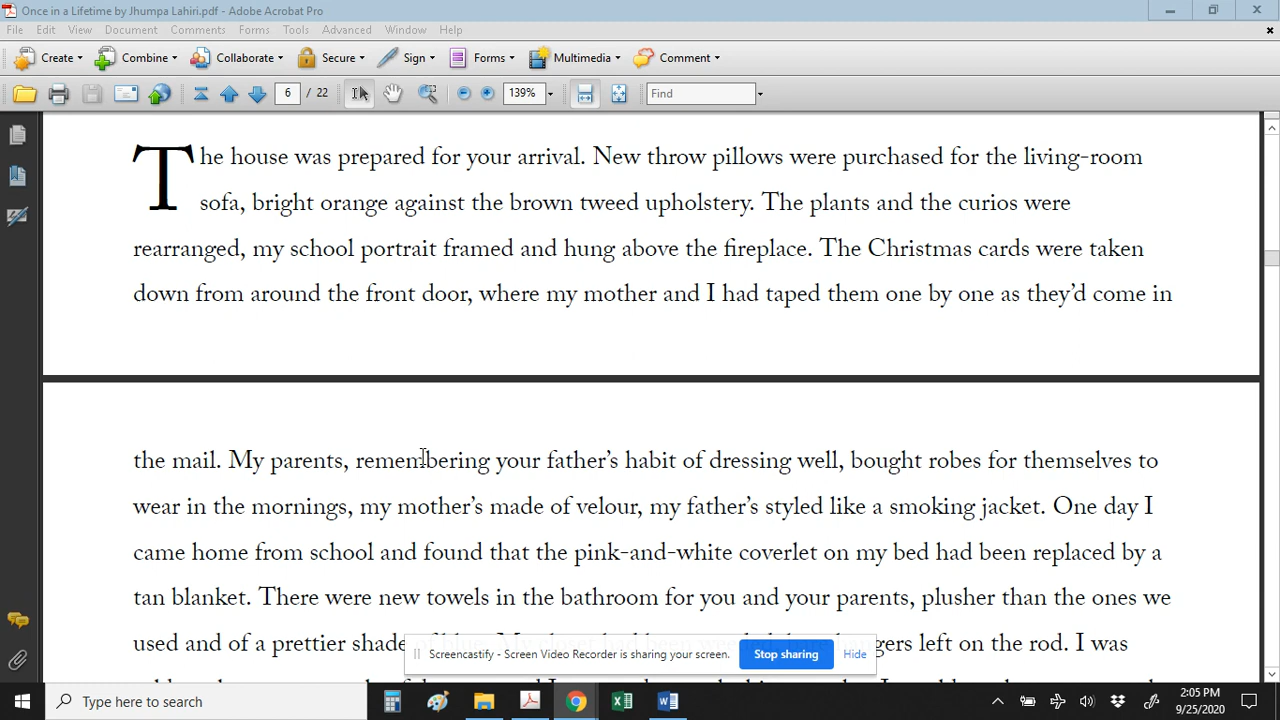 Once in a Lifetime by Jhumpa Lahiri.pdf - Adobe Acrobat Pro
File Edit View Document Comments Forms Tools Advanced Window Help
Create Combine Collaborate Secure Sign Forms Multimedia Comment
6 / 22 139% Find
The house was prepared for your arrival. New throw pillows were purchased for the living-room
sofa, bright orange against the brown tweed upholstery. The plants and the curios were
rearranged, my school portrait framed and hung above the fireplace. The Christmas cards were taken
down from around the front door, where my mother and I had taped them one by one as they’d come in
the mail. My parents, remembering your father’s habit of dressing well, bought robes for themselves to
wear in the mornings, my mother’s made of velour, my father’s styled like a smoking jacket. One day I
came home from school and found that the pink-and-white coverlet on my bed had been replaced by a
tan blanket. There were new towels in the bathroom for you and your parents, plusher than the ones we
used and of a prettier shade left on the rod. I was
Screencastify - Screen Video Recorder is sharing your screen. Stop sharing Hide
Type here to search
2:05 PM
9/25/2020